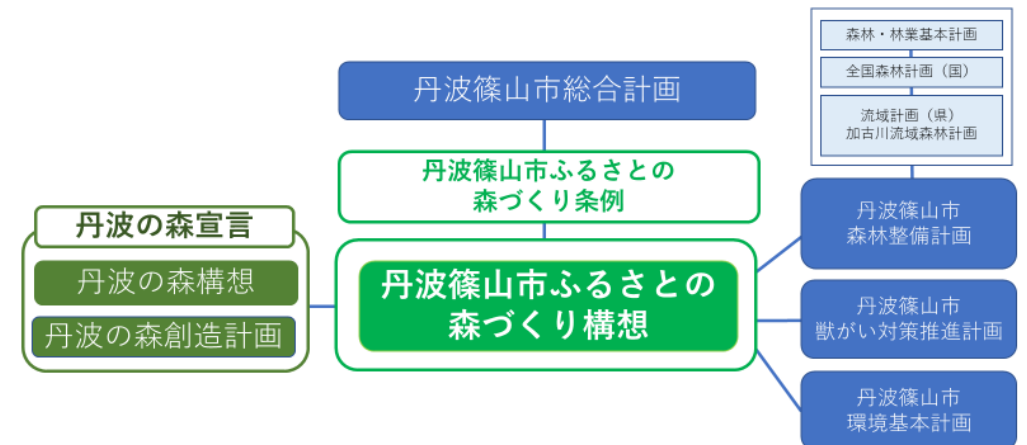 森林・林業基本計画
全国森林計画（国）
流域計画（県）
加古川流域森林計画
丹波篠山市総合計画
丹波篠山市ふるさとの
森づくり条例
丹波の森宣言
丹波の森構想
丹波の森創造計画
丹波篠山市ふるさとの
森づくり構想
丹波篠山市
森林整備計画
丹波篠山市
獣がい対策推進計画
丹波篠山市
環境基本計画